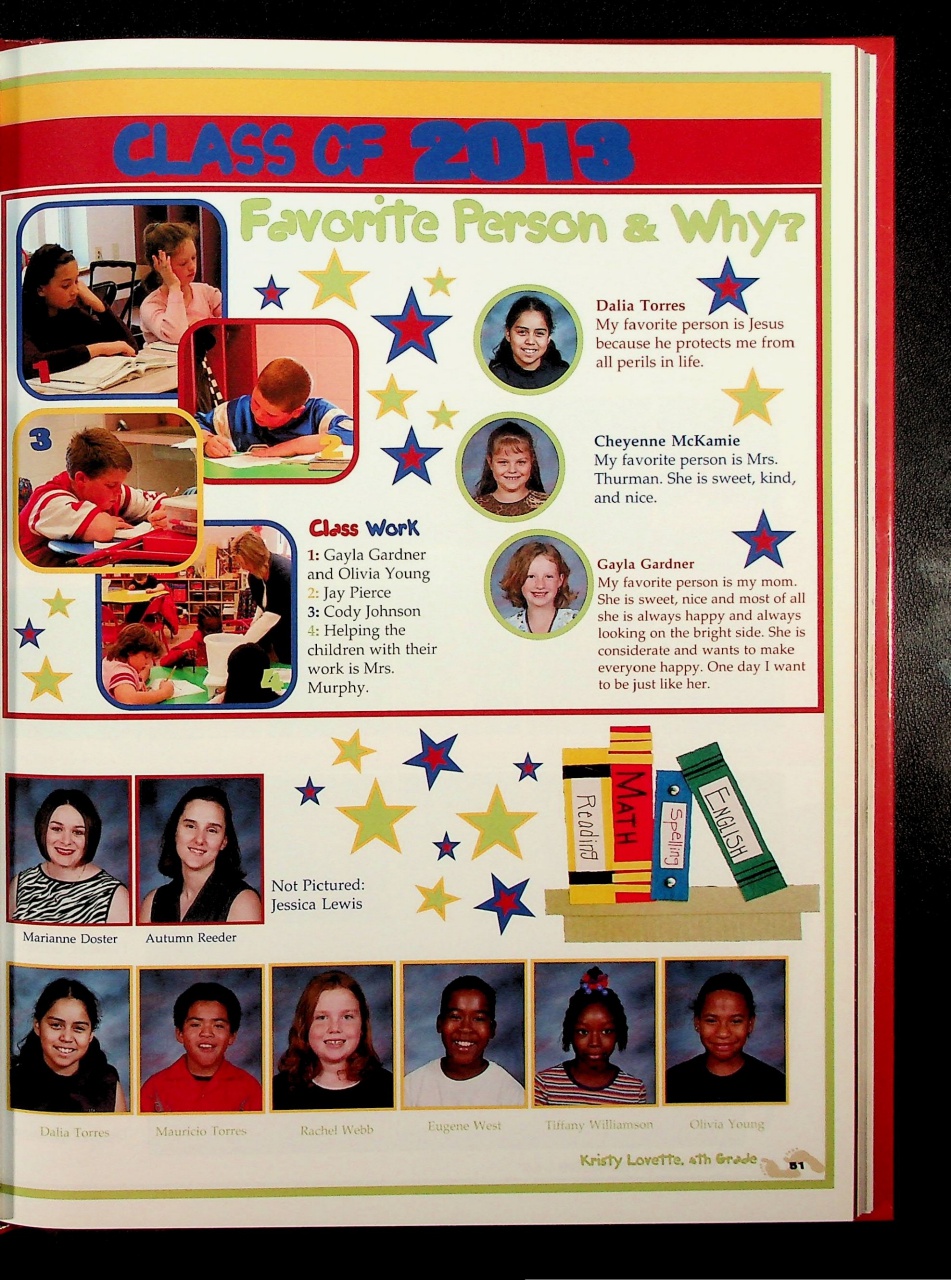 CLASS OF 2013
Favorite Person & Why?
1
2
3
4
Class Work
1: Gayla Gardner
and Olivia Young
2: Jay Pierce
3: Cody Johnson
4: Helping the
children with their
work is Mrs.
Murphy.
Dalia Torres
My favorite person is Jesus
because he protects me from
all perils in life.
Cheyenne McKamie
My favorite person is Mrs.
Thurman. She is sweet, kind,
and nice.
Gayla Gardner
My favorite person is my mom.
She is sweet, nice and most of all
she is always happy and always
looking on the bright side. She is
considerate and wants to make
everyone happy. One day I want
to be just like her.
Reading
MATH
Spelling
ENGLISH
Not Pictured:
Jessica Lewis
Marianne Doster Autumn Reeder
Dalia Torres Mauricio Torres Rachel Webb Eugene West Tiffany Williamson Olivia Young
Kristy Lovette, 4th Grade 51